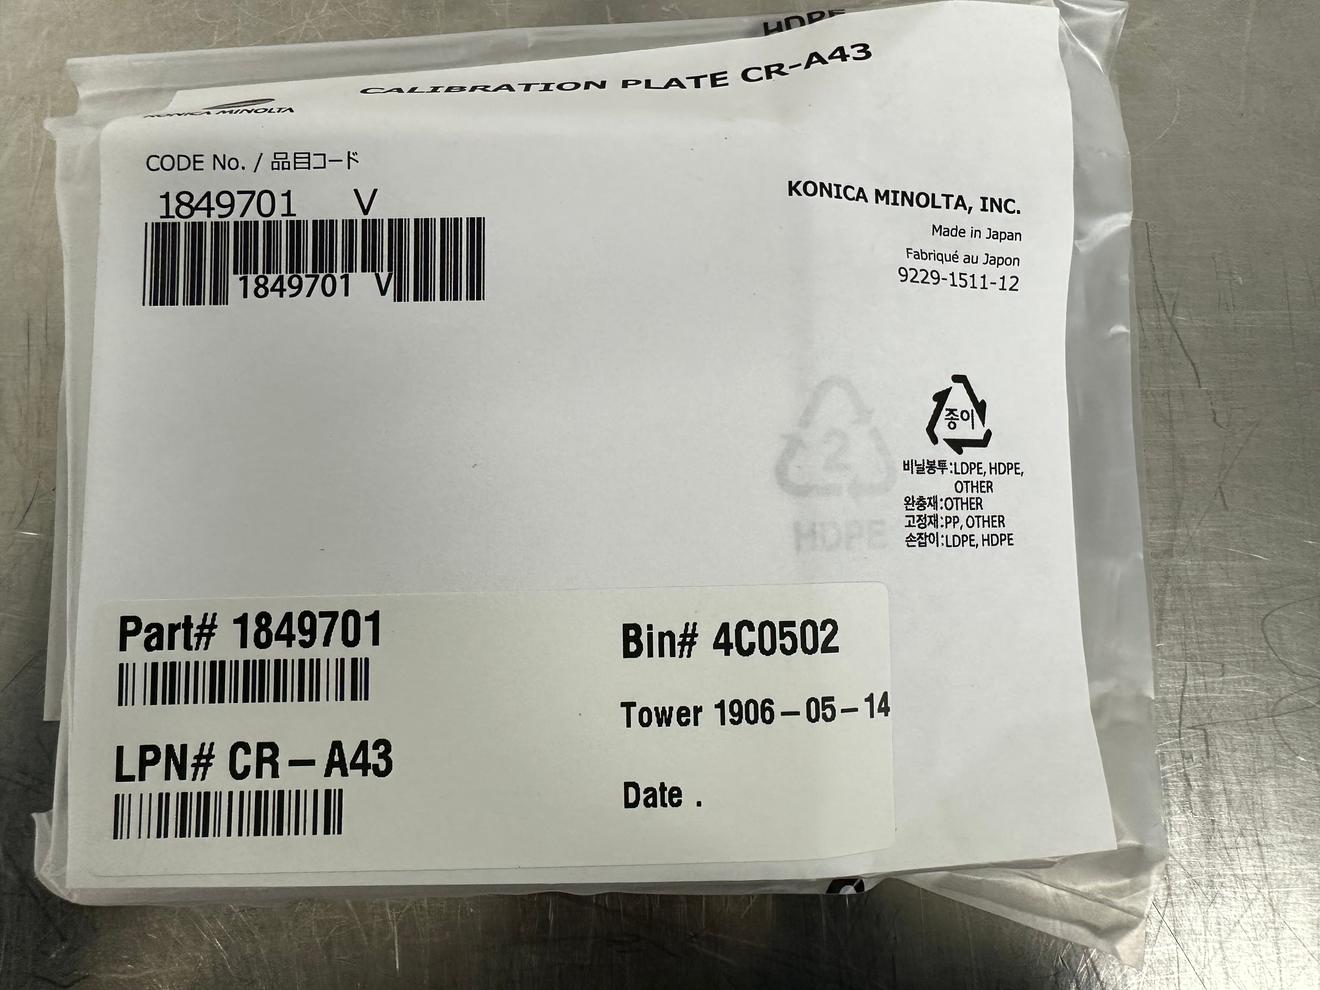 HDPE
CALIBRATION PLATE CR-A43
KONICA MINOLTA
CODE No. / 品目コード
1849701 V
1849701 V
KONICA MINOLTA, INC.
Made in Japan
Fabriqué au Japon
9229-1511-12
종이
비닐봉투:LDPE, HDPE,
OTHER
완충재:OTHER
고정재:PP, OTHER
손잡이:LDPE, HDPE
2
HDPE
Part# 1849701
Bin# 4C0502
Tower 1906-05-14
LPN# CR-A43
Date .